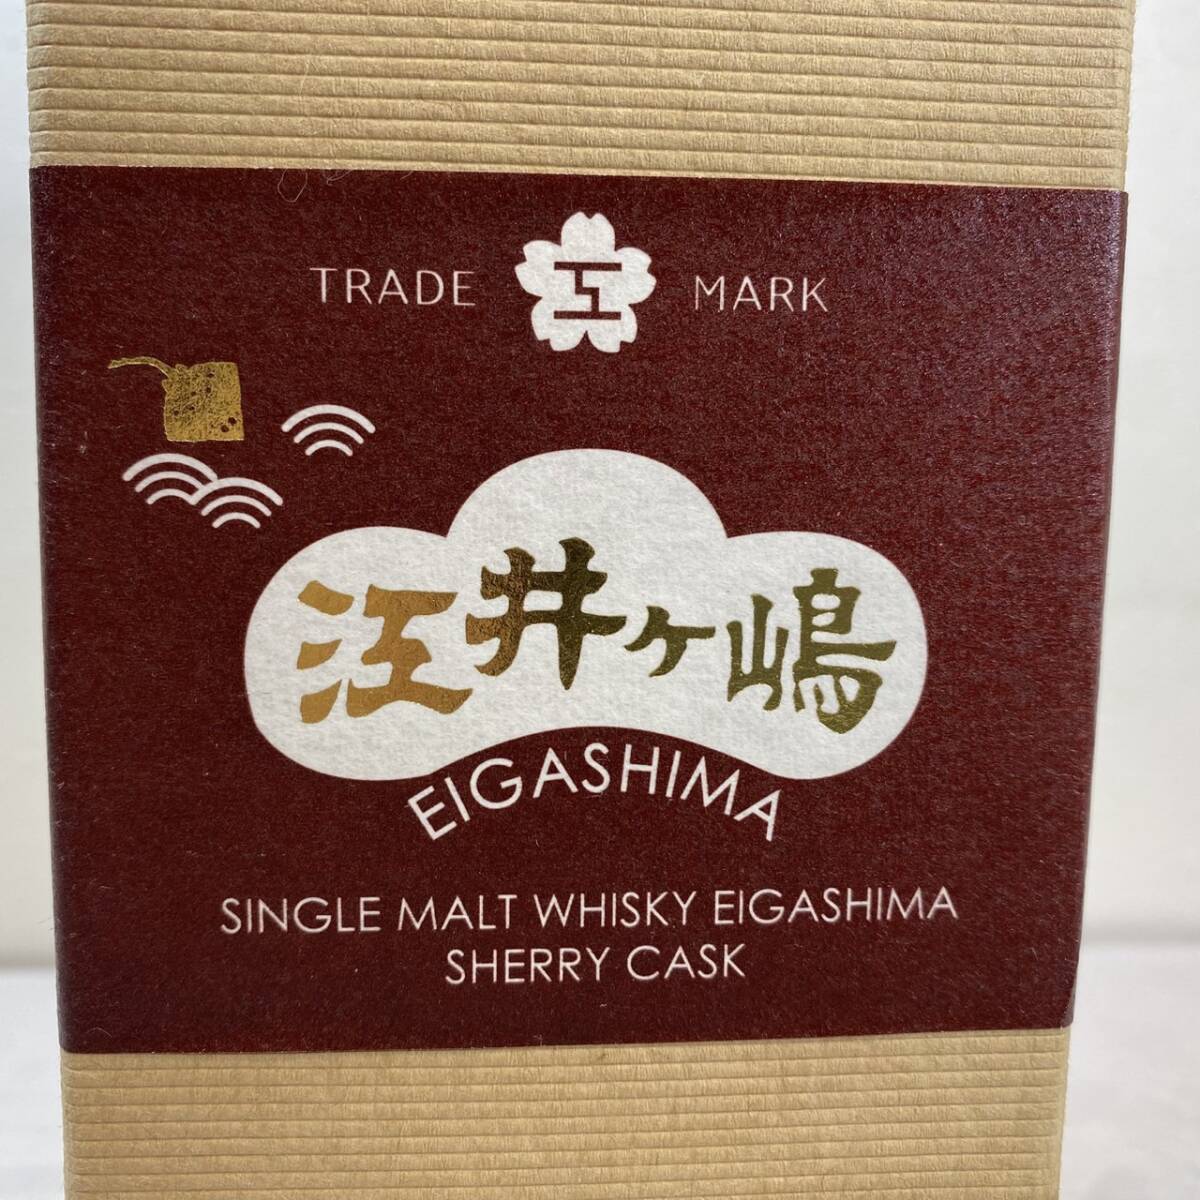 TRADE MARK
江井ヶ嶋
EIGASHIMA
SINGLE MALT WHISKY EIGASHIMA
SHERRY CASK